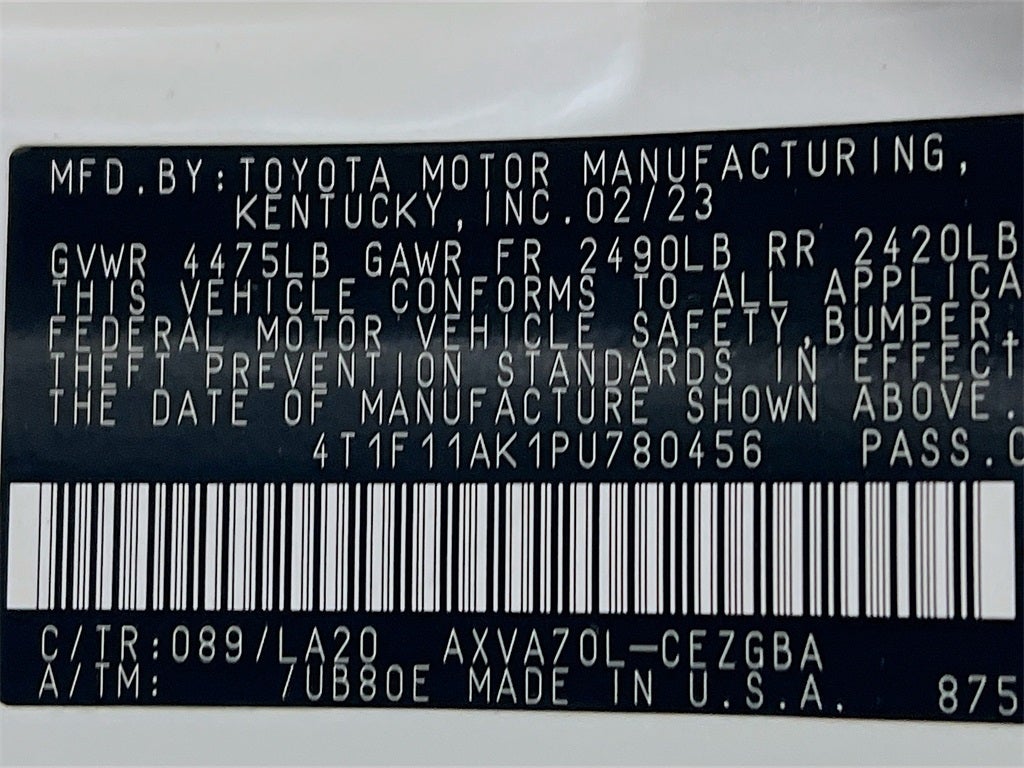 MFD.BY:TOYOTA MOTOR MANUFACTURING,
KENTUCKY,INC.02/23
GVWR 4475LB GAWR FR 2490LB RR 2420LB
THIS VEHICLE CONFORMS TO ALL APPLICA
FEDERAL MOTOR VEHICLE SAFETY,BUMPER,
THEFT PREVENTION STANDARDS IN EFFECT
THE DATE OF MANUFACTURE SHOWN ABOVE.
4T1F11AK1PU780456 PASS.C
C/TR:089/LA20 AXVA70L-CEZGBA
A/TM: /UB80E MADE IN U.S.A. 875